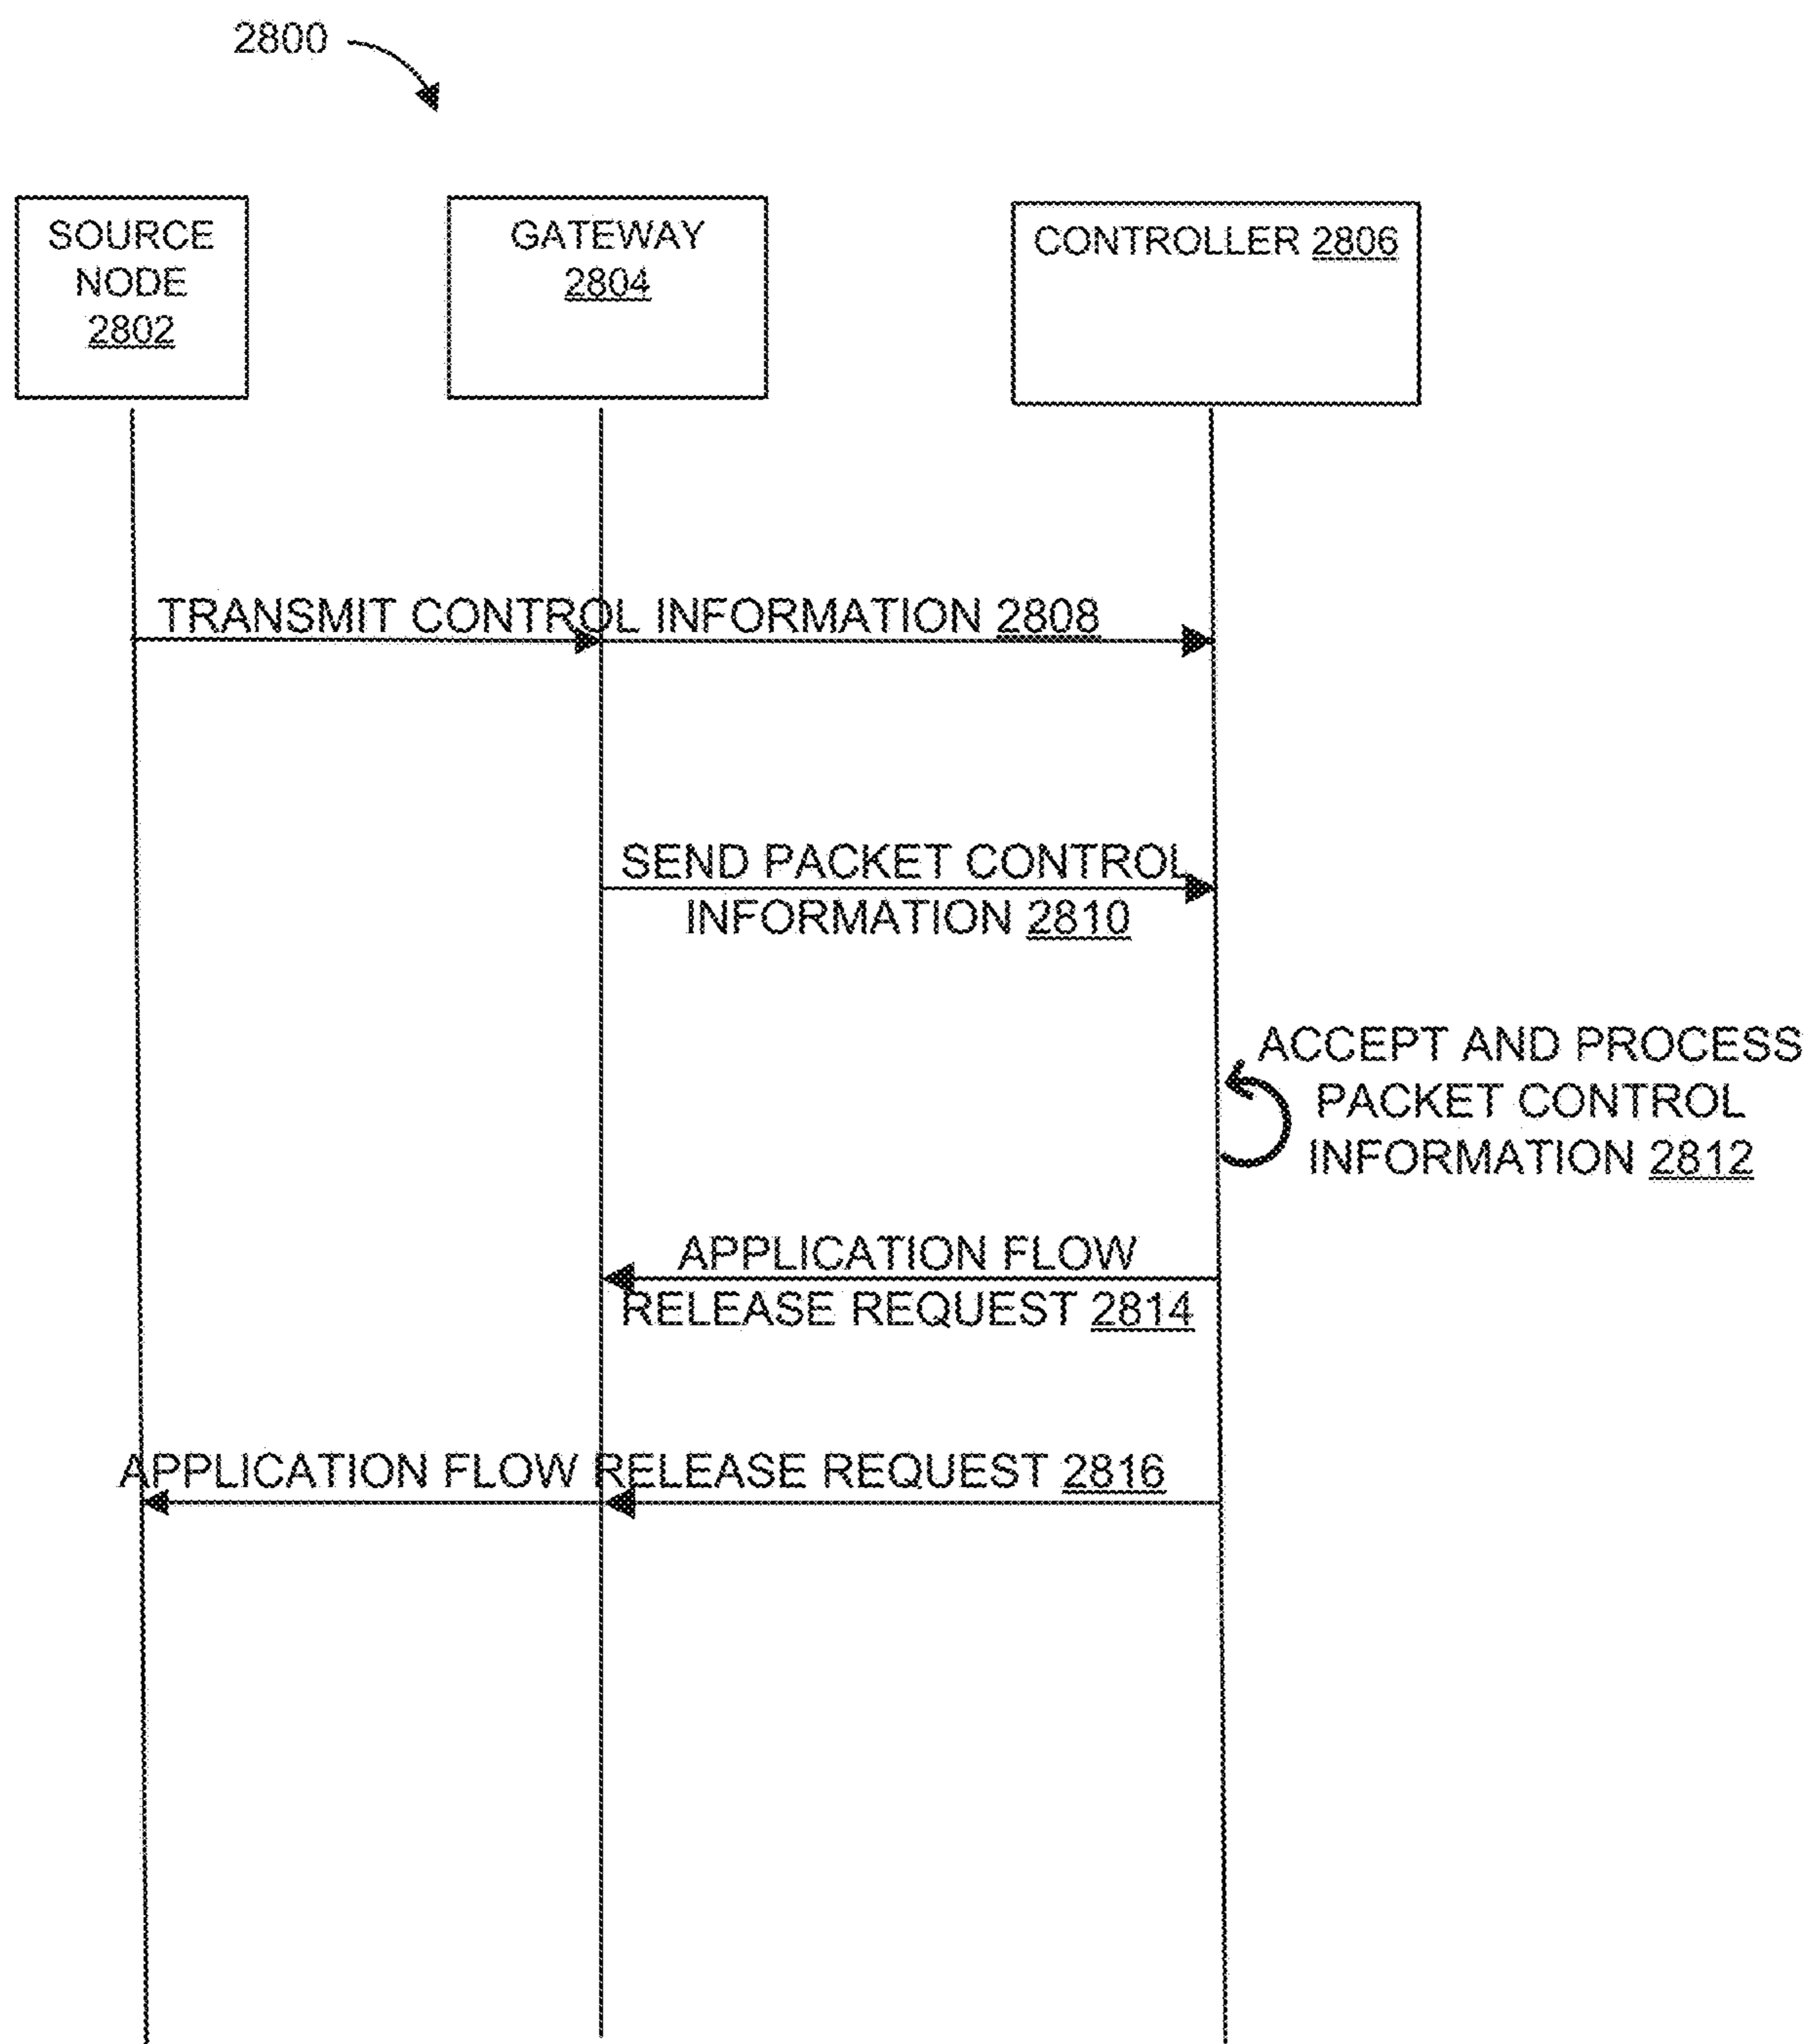 2800
SOURCE
NODE
2802
GATEWAY
2804
CONTROLLER 2806
TRANSMIT CONTROL INFORMATION 2808
SEND PACKET CONTROL
INFORMATION 2810
ACCEPT AND PROCESS
PACKET CONTROL
INFORMATION 2812
APPLICATION FLOW
RELEASE REQUEST 2814
APPLICATION FLOW RELEASE REQUEST 2816